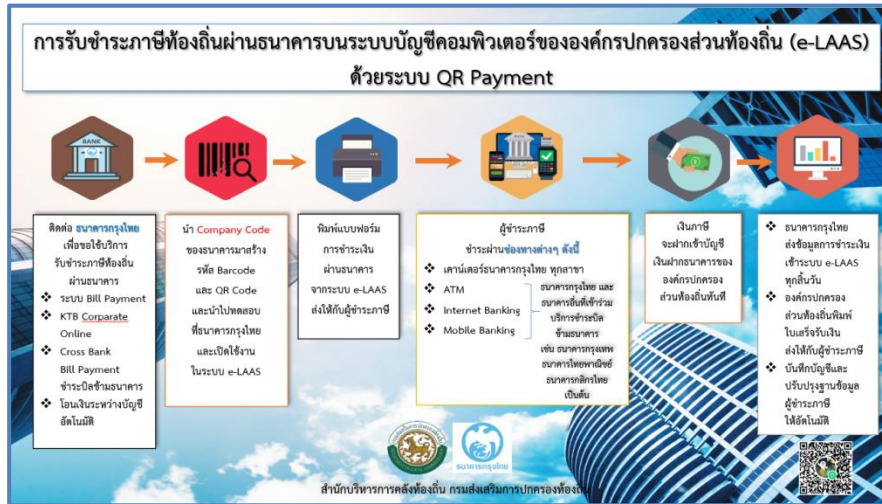 การรับชำระภาษีท้องถิ่นผ่านธนาคารบนระบบบัญชีคอมพิวเตอร์ขององค์กรปกครองส่วนท้องถิ่น (e-LAAS)
ด้วยระบบ QR Payment
BANK
ติดต่อ ธนาคารกรุงไทย
เพื่อขอใช้บริการ
รับชำระภาษีท้องถิ่น
ผ่านธนาคาร
❖ ระบบ Bill Payment
❖ KTB Corparate
Online
❖ Cross Bank
Bill Payment
ชำระบิลข้ามธนาคาร
❖ โอนเงินระหว่างบัญชี
อัตโนมัติ
นำ Company Code
ของธนาคารมาสร้าง
รหัส Barcode
และ QR Code
และนำไปทดสอบ
ที่ธนาคารกรุงไทย
และเปิดใช้งาน
ในระบบ e-LAAS
พิมพ์แบบฟอร์ม
การชำระเงิน
ผ่านธนาคาร
จากระบบ e-LAAS
ส่งให้กับผู้ชำระภาษี
ผู้ชำระภาษี
ชำระผ่านช่องทางต่างๆ ดังนี้
❖ เคาน์เตอร์ธนาคารกรุงไทย ทุกสาขา
❖ ATM
❖ Internet Banking
❖ Mobile Banking
ธนาคารกรุงไทย และ
ธนาคารอื่นที่เข้าร่วม
บริการชำระบิล
ข้ามธนาคาร
เช่น ธนาคารกรุงเทพ
ธนาคารไทยพาณิชย์
ธนาคารกสิกรไทย
เป็นต้น
เงินภาษี
จะฝากเข้าบัญชี
เงินฝากธนาคารของ
องค์กรปกครอง
ส่วนท้องถิ่นทันที
❖ ธนาคารกรุงไทย
ส่งข้อมูลการชำระเงิน
เข้าระบบ e-LAAS
ทุกสิ้นวัน
❖ องค์กรปกครอง
ส่วนท้องถิ่นพิมพ์
ใบเสร็จรับเงิน
ส่งให้กับผู้ชำระภาษี
❖ บันทึกบัญชีและ
ปรับปรุงฐานข้อมูล
ผู้ชำระภาษี
ให้อัตโนมัติ
ธนาคารกรุงไทย
สำนักบริหารการคลังท้องถิ่น กรมส่งเสริมการปกครองท้องถิ่น